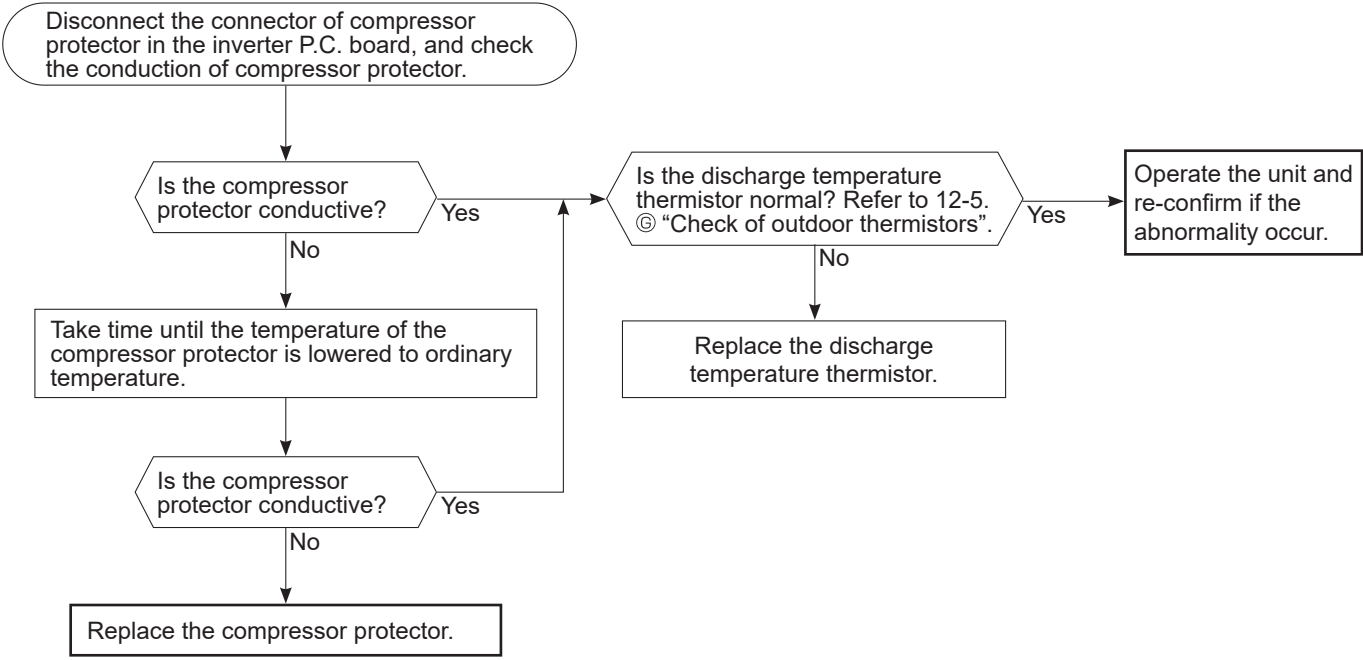 Disconnect the connector of compressor
protector in the inverter P.C. board, and check
the conduction of compressor protector.
Is the compressor
protector conductive?
Yes
No
Take time until the temperature of the
compressor protector is lowered to ordinary
temperature.
Is the compressor
protector conductive?
Yes
No
Replace the compressor protector.
Is the discharge temperature
thermistor normal? Refer to 12-5.
Ⓖ “Check of outdoor thermistors”.
Yes
No
Replace the discharge
temperature thermistor.
Operate the unit and
re-confirm if the
abnormality occur.